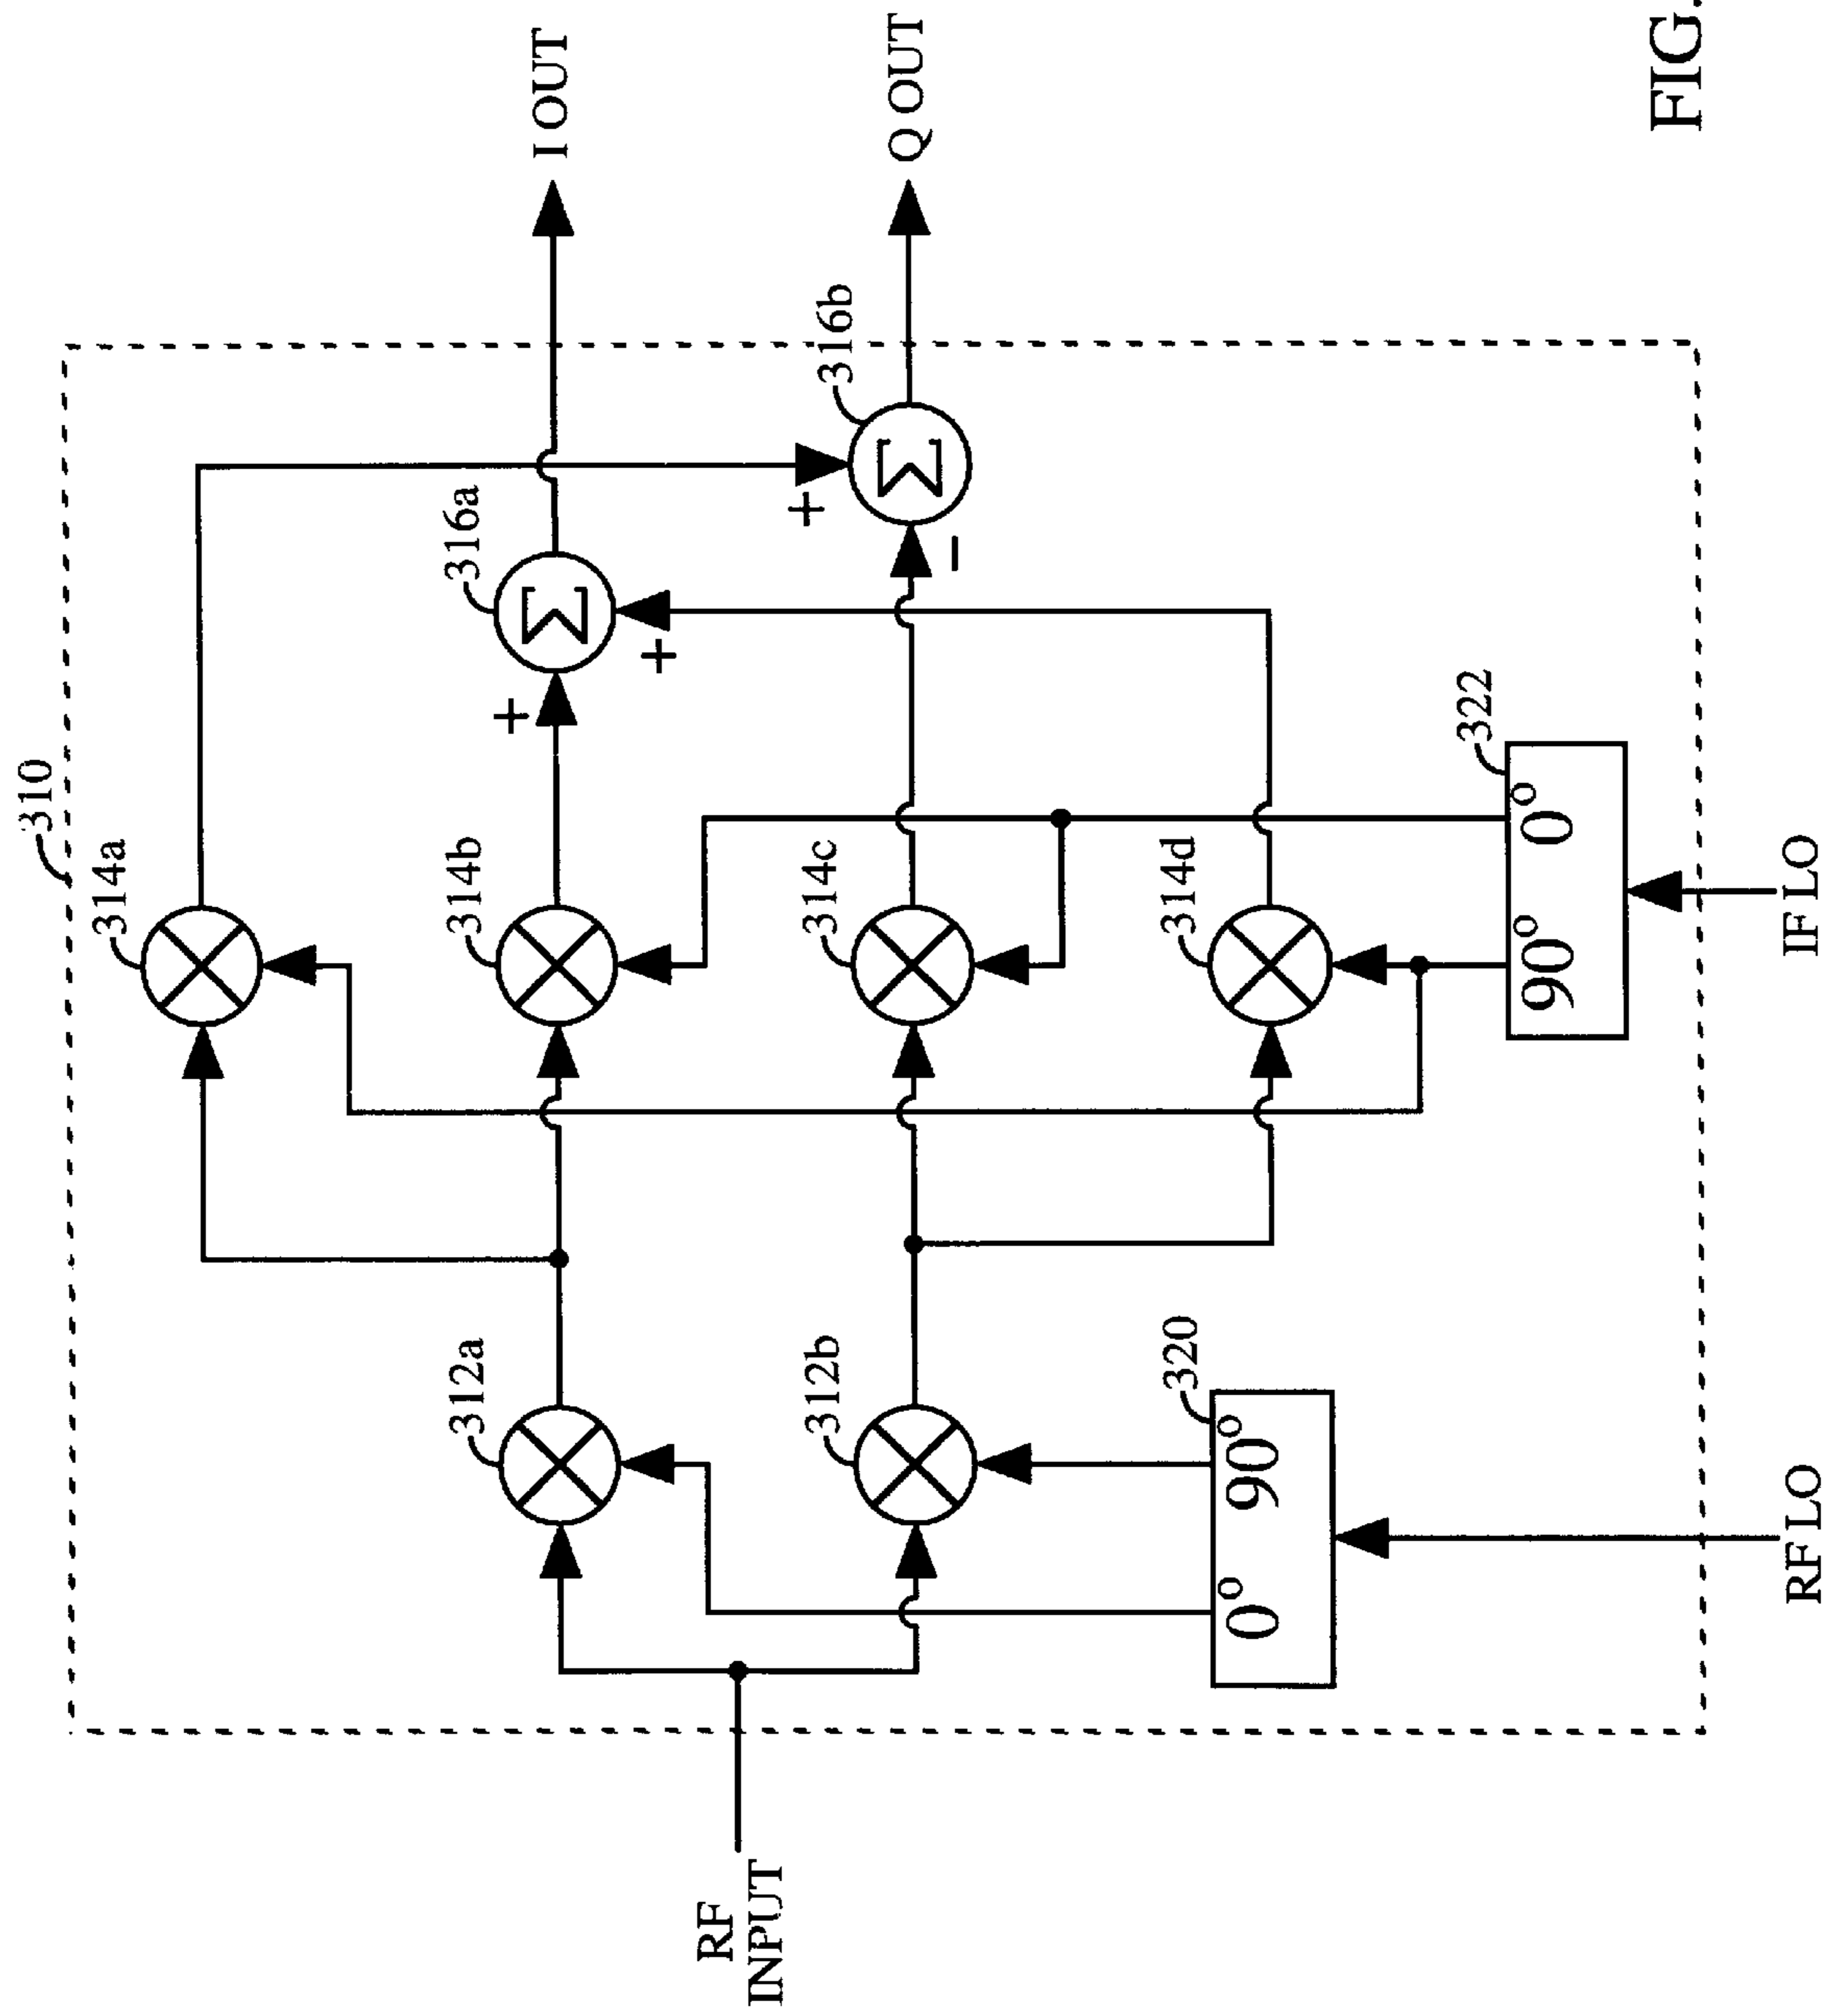 310
314a
316a
I OUT
312a
314b
+
+
+
Σ
316b
Q OUT
RF
INPUT
312b
314c
Σ
−
314d
320
0° 90°
322
90° 0°
RF LO
IF LO
FIG.